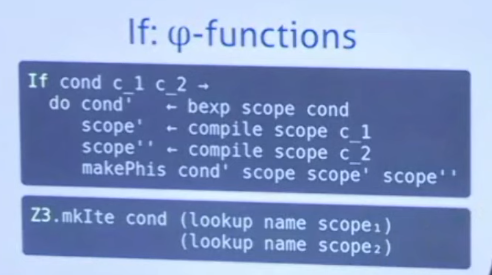 If: φ-functions
If cond c_1 c_2 →
do cond' ← bexp scope cond
scope' ← compile scope c_1
scope'' ← compile scope c_2
makePhis cond' scope scope' scope''
Z3.mkIte cond (lookup name scope₁)
(lookup name scope₂)